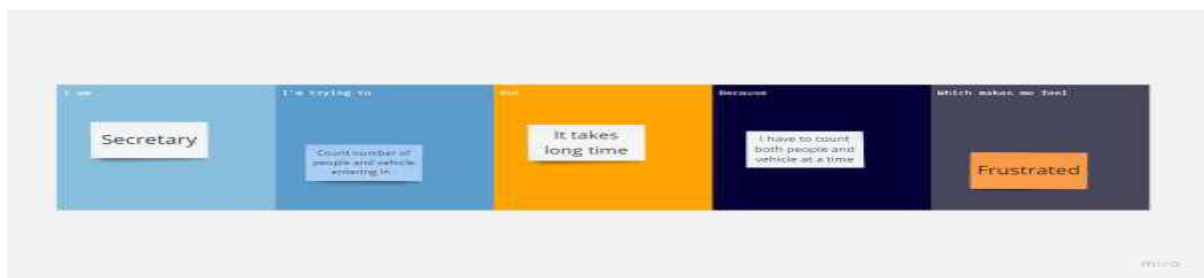 I am
I'm trying to
But
Because
Which makes me feel
Secretary
Count number of
people and vehicle
entering in
It takes
long time
I have to count
both people and
vehicle at a time
Frustrated
miro